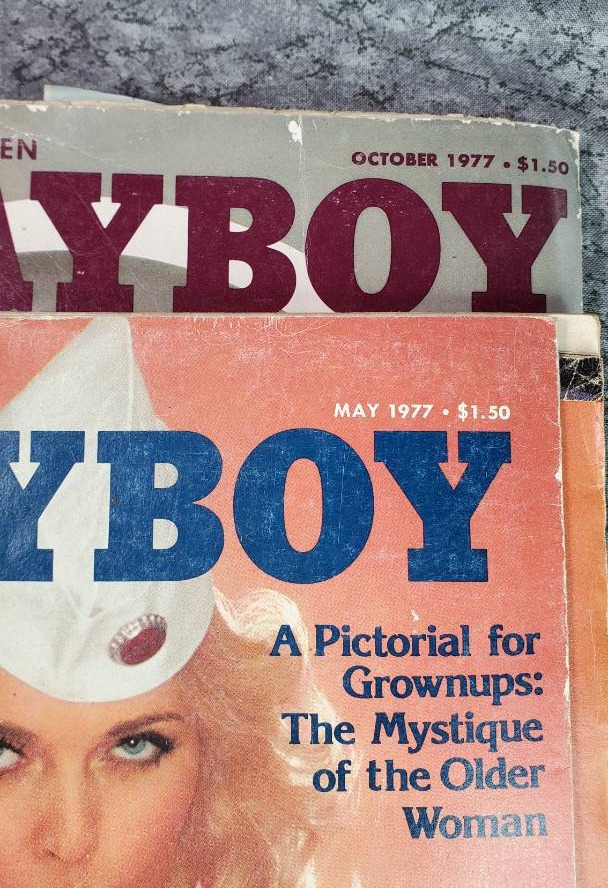 EN
OCTOBER 1977 • $1.50
AYBOY
MAY 1977 • $1.50
YBOY
A Pictorial for
Grownups:
The Mystique
of the Older
Woman